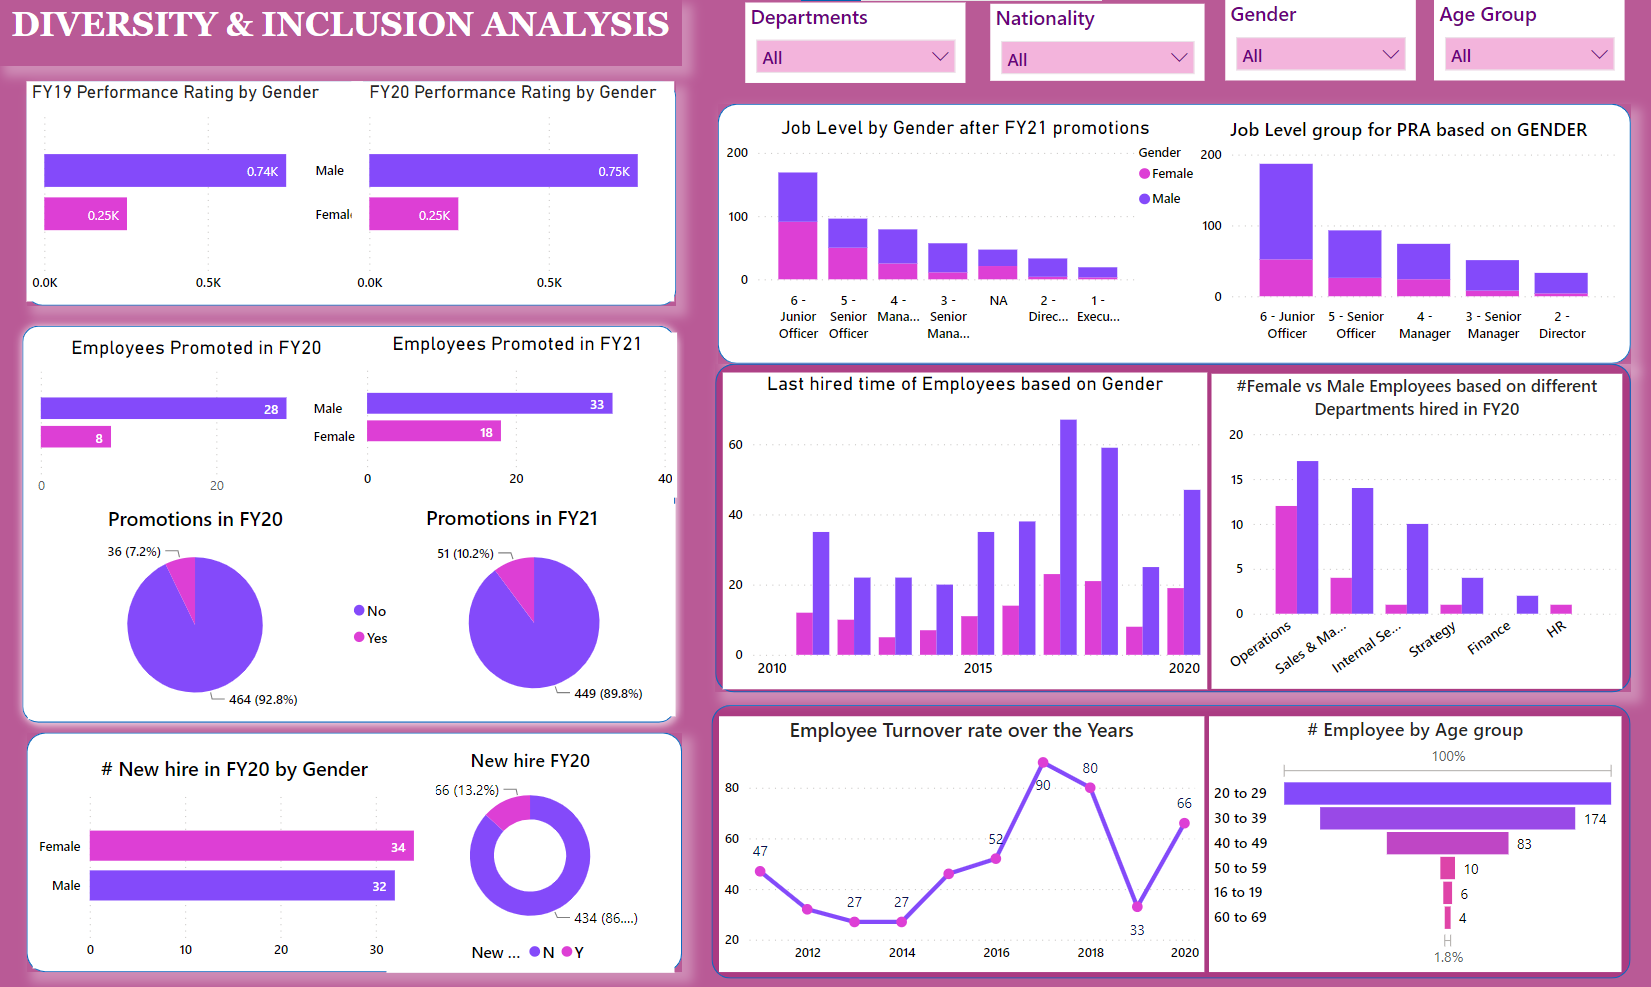 DIVERSITY & INCLUSION ANALYSIS
Departments
All
Nationality
All
Gender
All
Age Group
All
FY19 Performance Rating by Gender
0.74K
0.25K
0.0K 0.5K
FY20 Performance Rating by Gender
Male 0.75K
Female 0.25K
0.0K 0.5K
Job Level by Gender after FY21 promotions
Gender
Female
Male
200
100
0
6 - Junior Officer
5 - Senior Officer
4 - Mana...
3 - Senior Mana...
NA
2 - Direc...
1 - Execu...
Job Level group for PRA based on GENDER
200
100
0
6 - Junior Officer
5 - Senior Officer
4 - Manager
3 - Senior Manager
2 - Director
Employees Promoted in FY20
28
8
0 20
Employees Promoted in FY21
Male 33
Female 18
0 20 40
Promotions in FY20
36 (7.2%)
464 (92.8%)
No
Yes
Promotions in FY21
51 (10.2%)
449 (89.8%)
Last hired time of Employees based on Gender
60
40
20
0
2010 2015 2020
#Female vs Male Employees based on different
Departments hired in FY20
20
15
10
5
0
Operations
Sales & Ma...
Internal Se...
Strategy
Finance
HR
# New hire in FY20 by Gender
Female 34
Male 32
0 10 20 30
New hire FY20
66 (13.2%)
434 (86....)
New ... N Y
Employee Turnover rate over the Years
80
60
40
20
47
27
27
52
90
80
33
66
2012 2014 2016 2018 2020
# Employee by Age group
100%
20 to 29
30 to 39 174
40 to 49 83
50 to 59 10
16 to 19 6
60 to 69 4
1.8%